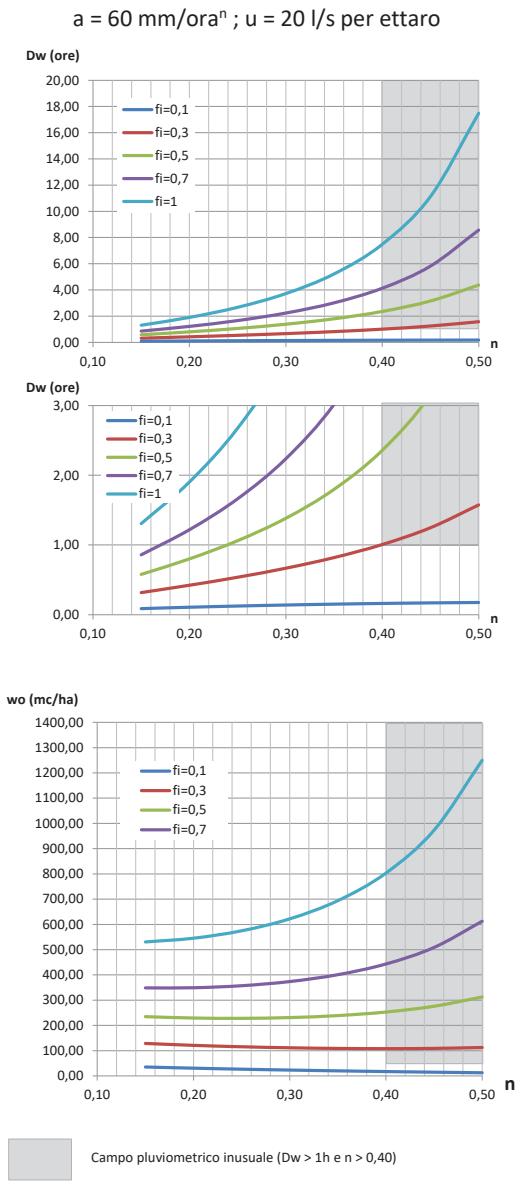 a = 60 mm/oraⁿ ; u = 20 l/s per ettaro
Dw (ore)
20,00
18,00
16,00
14,00
12,00
10,00
8,00
6,00
4,00
2,00
0,00
fi=0,1
fi=0,3
fi=0,5
fi=0,7
fi=1
0,10
0,20
0,30
0,40
0,50
n
Dw (ore)
3,00
2,00
1,00
0,00
fi=0,1
fi=0,3
fi=0,5
fi=0,7
fi=1
0,10
0,20
0,30
0,40
0,50
n
wo (mc/ha)
1400,00
1300,00
1200,00
1100,00
1000,00
900,00
800,00
700,00
600,00
500,00
400,00
300,00
200,00
100,00
0,00
fi=0,1
fi=0,3
fi=0,5
fi=0,7
0,10
0,20
0,30
0,40
0,50
n
Campo pluviometrico inusuale (Dw > 1h e n > 0,40)